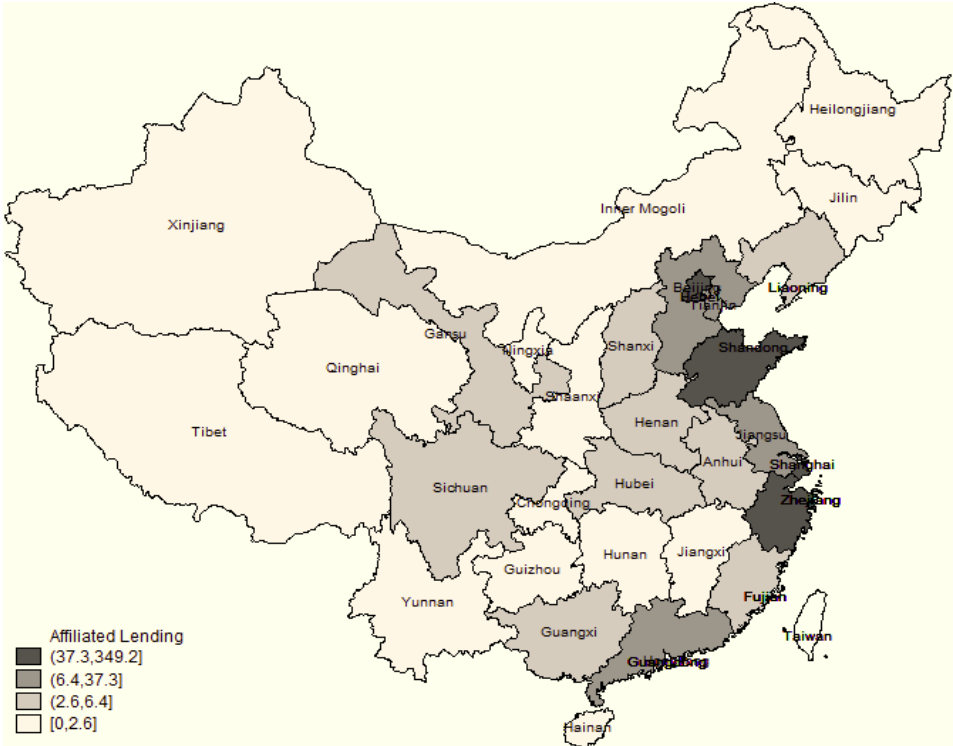 Heilongjiang
Jilin
Inner Mogoli
Xinjiang
Beijing
Hebei
Tianjin
Liaoning
Gansu
Ningxia
Shanxi
Shandong
Qinghai
Shaanxi
Tibet
Henan
Jiangsu
Anhui
Shanghai
Sichuan
Hubei
Chongqing
Zhejiang
Hunan
Jiangxi
Guizhou
Yunnan
Fujian
Guangxi
Taiwan
Guangdong
Hainan
Affiliated Lending
(37.3,349.2]
(6.4,37.3]
(2.6,6.4]
[0,2.6]